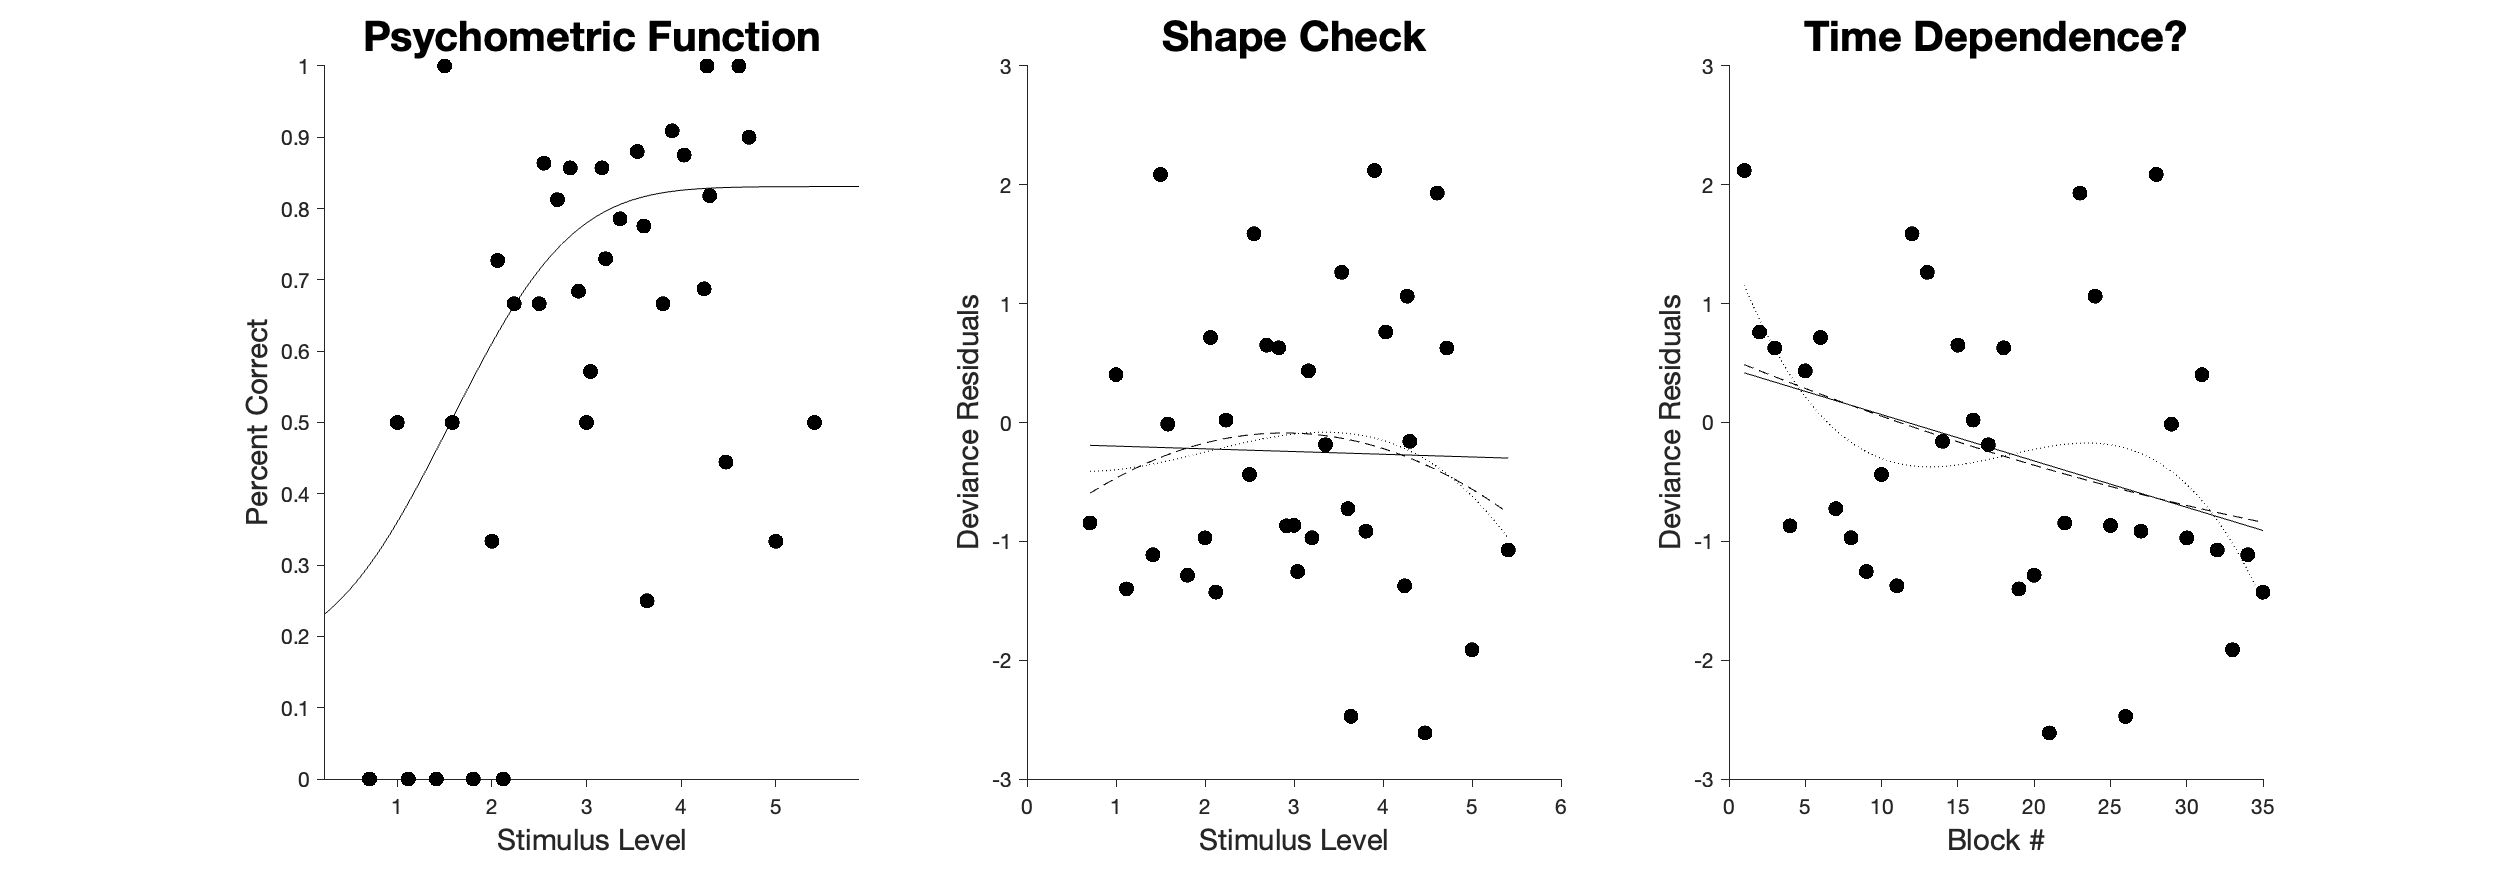 Psychometric Function
Percent Correct
1
0.9
0.8
0.7
0.6
0.5
0.4
0.3
0.2
0.1
0
1 2 3 4 5
Stimulus Level
Shape Check
Deviance Residuals
3
2
1
0
-1
-2
-3
0 1 2 3 4 5 6
Stimulus Level
Time Dependence?
Deviance Residuals
3
2
1
0
-1
-2
-3
0 5 10 15 20 25 30 35
Block #